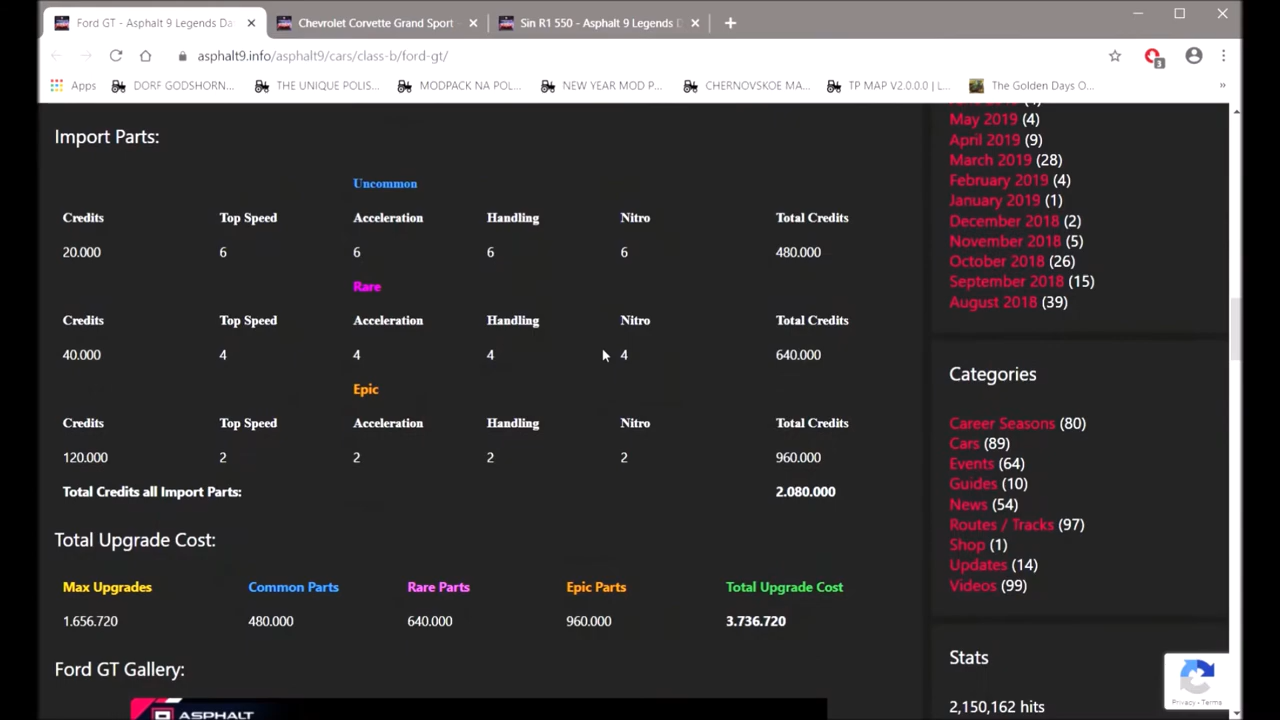 Ford GT - Asphalt 9 Legends Da
Chevrolet Corvette Grand Sport -
Sin R1 550 - Asphalt 9 Legends D
asphalt9.info/asphalt9/cars/class-b/ford-gt/
3
Apps
DORF GODSHORN...
THE UNIQUE POLIS...
MODPACK NA POL...
NEW YEAR MOD P...
CHERNOVSKOE MA...
TP MAP V2.0.0.0 | L...
The Golden Days O...
»
Import Parts:
Uncommon
Credits Top Speed Acceleration Handling Nitro Total Credits
20.000 6 6 6 6 480.000
Rare
Credits Top Speed Acceleration Handling Nitro Total Credits
40.000 4 4 4 4 640.000
Epic
Credits Top Speed Acceleration Handling Nitro Total Credits
120.000 2 2 2 2 960.000
Total Credits all Import Parts: 2.080.000
Total Upgrade Cost:
Max Upgrades Common Parts Rare Parts Epic Parts Total Upgrade Cost
1.656.720 480.000 640.000 960.000 3.736.720
Ford GT Gallery:
ASPHALT
May 2019 (4)
April 2019 (9)
March 2019 (28)
February 2019 (4)
January 2019 (1)
December 2018 (2)
November 2018 (5)
October 2018 (26)
September 2018 (15)
August 2018 (39)
Categories
Career Seasons (80)
Cars (89)
Events (64)
Guides (10)
News (54)
Routes / Tracks (97)
Shop (1)
Updates (14)
Videos (99)
Stats
2,150,162 hits
Privacy - Terms